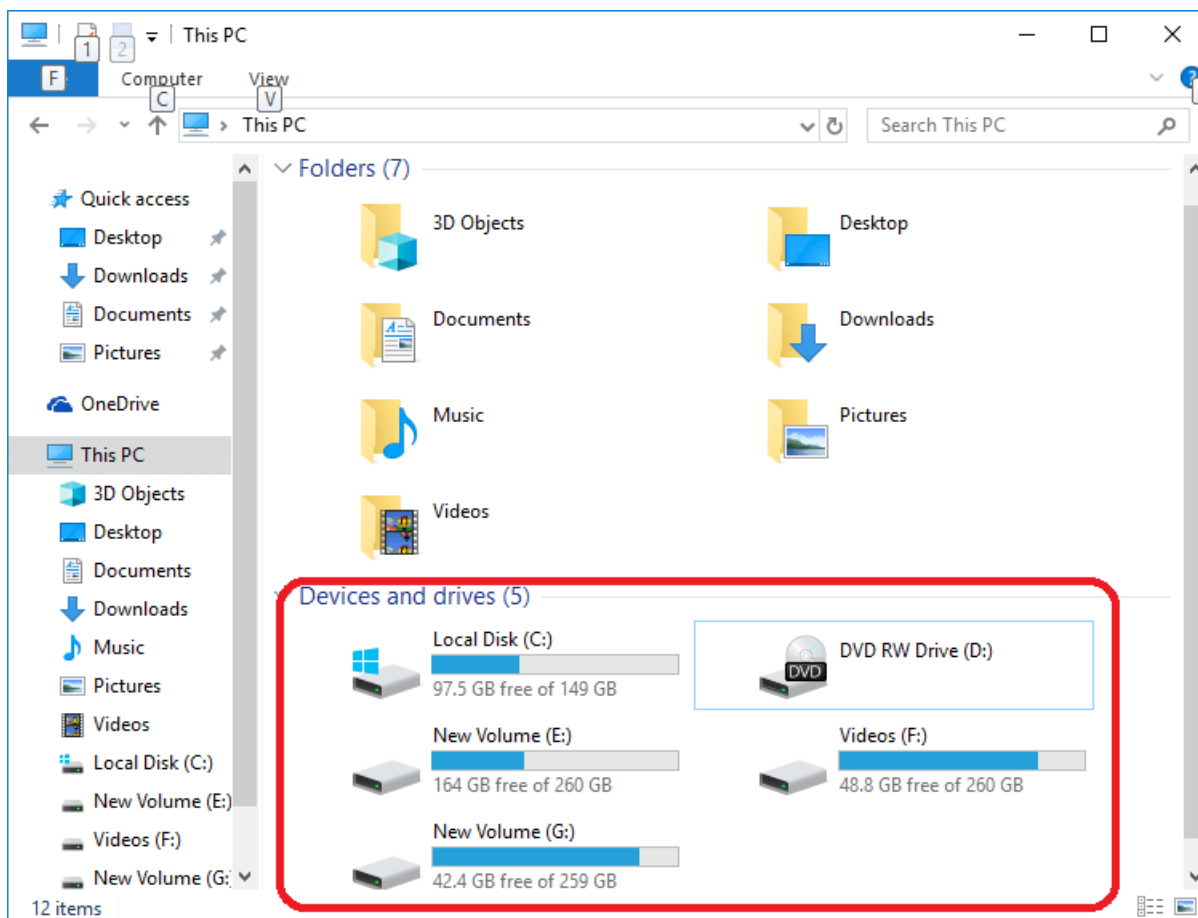 1 2 This PC
F Computer View
C V
This PC Search This PC
Quick access
Desktop
Downloads
Documents
Pictures
OneDrive
This PC
3D Objects
Desktop
Documents
Downloads
Music
Pictures
Videos
Local Disk (C:)
New Volume (E:)
Videos (F:)
New Volume (G:
Folders (7)
3D Objects
Desktop
Documents
Downloads
Music
Pictures
Videos
Devices and drives (5)
Local Disk (C:)
97.5 GB free of 149 GB
DVD RW Drive (D:)
DVD
New Volume (E:)
164 GB free of 260 GB
Videos (F:)
48.8 GB free of 260 GB
New Volume (G:)
42.4 GB free of 259 GB
12 items